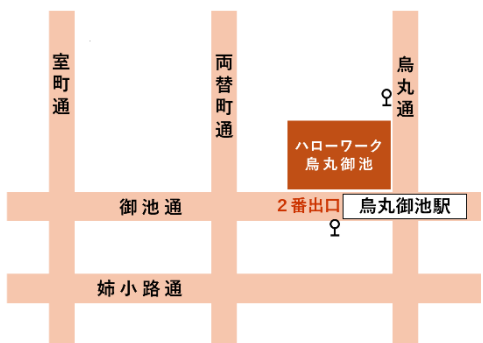 室町通
両替町通
烏丸通
ハローワーク
烏丸御池
御池通
2番出口
烏丸御池駅
姉小路通